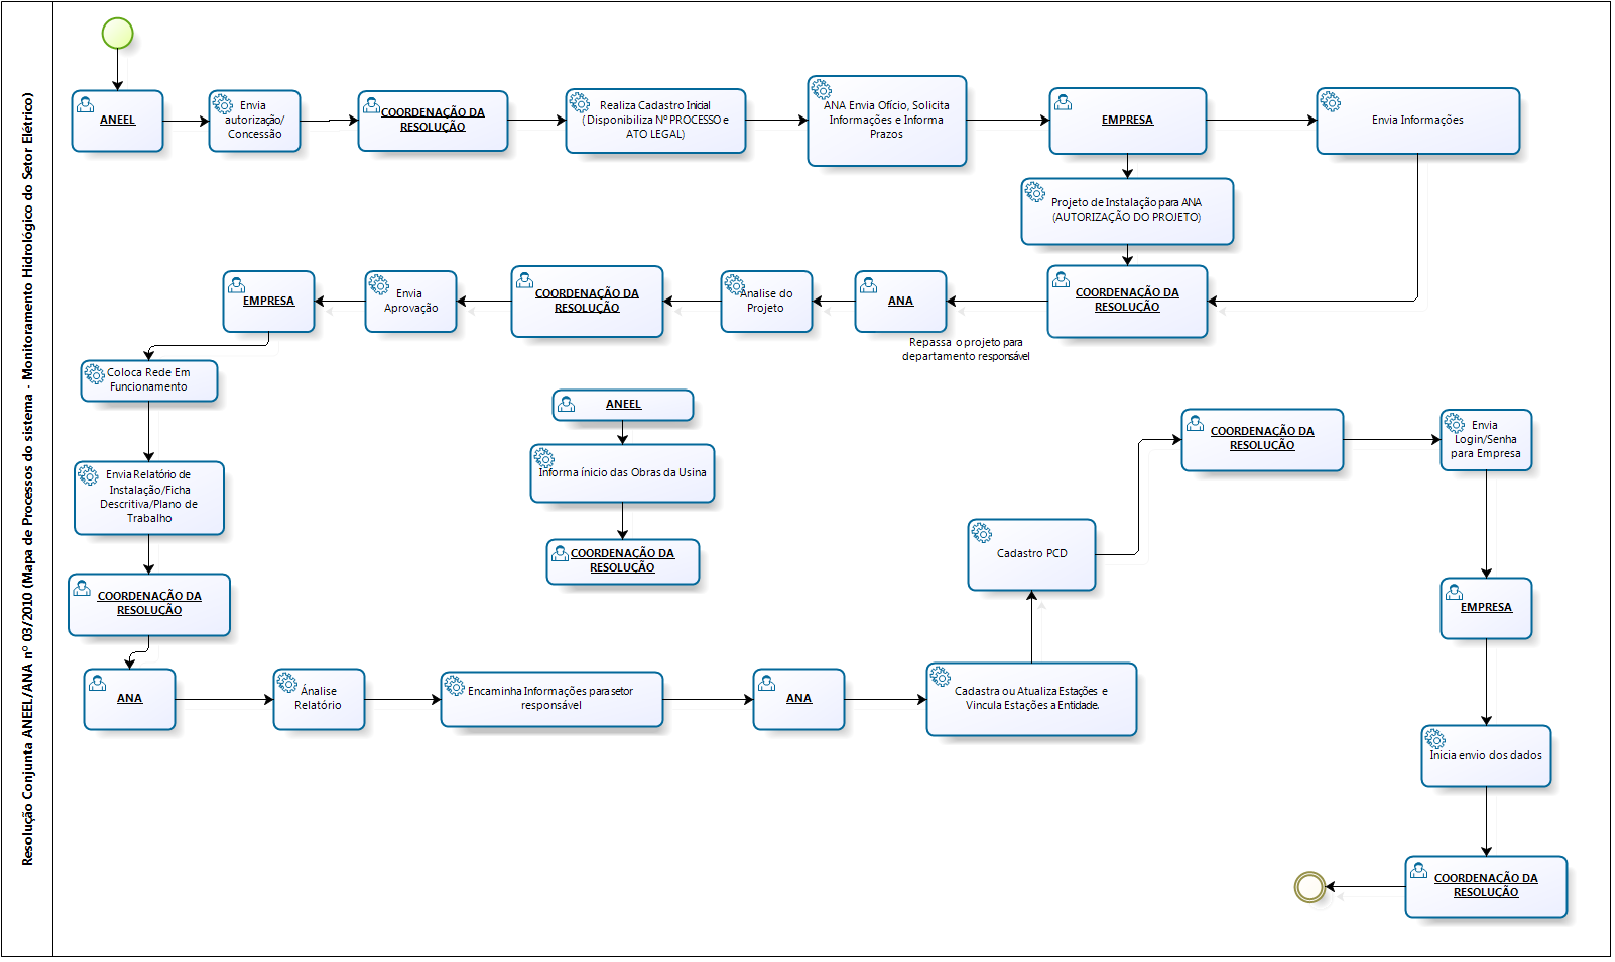 Resolução Conjunta ANEEL/ANA nº 03/2010 (Mapa de Processos do sistema - Monitoramento Hidrológico do Setor Elétrico)
ANEEL
Envia
autorização/
Concessão
COORDENAÇÃO DA
RESOLUÇÃO
Realiza Cadastro Inicial
( Disponibiliza Nº PROCESSO e
ATO LEGAL)
ANA Envia Ofício, Solicita
Informações e Informa
Prazos
EMPRESA
Envia Informações
Projeto de Instalação para ANA
(AUTORIZAÇÃO DO PROJETO)
COORDENAÇÃO DA
RESOLUÇÃO
ANA
Repassa o projeto para
departamento responsável
Analise do
Projeto
COORDENAÇÃO DA
RESOLUÇÃO
Envia
Aprovação
EMPRESA
Coloca Rede Em
Funcionamento
Envia Relatório de
Instalação/Ficha
Descritiva/Plano de
Trabalho
COORDENAÇÃO DA
RESOLUÇÃO
ANEEL
Informa ínicio das Obras da Usina
COORDENAÇÃO DA
RESOLUÇÃO
ANA
Ánalise
Relatório
Encaminha Informações para setor
responsável
ANA
Cadastra ou Atualiza Estações e
Vincula Estações a Entidade.
Cadastro PCD
COORDENAÇÃO DA
RESOLUÇÃO
Envia
Login/Senha
para Empresa
EMPRESA
Inicia envio dos dados
COORDENAÇÃO DA
RESOLUÇÃO